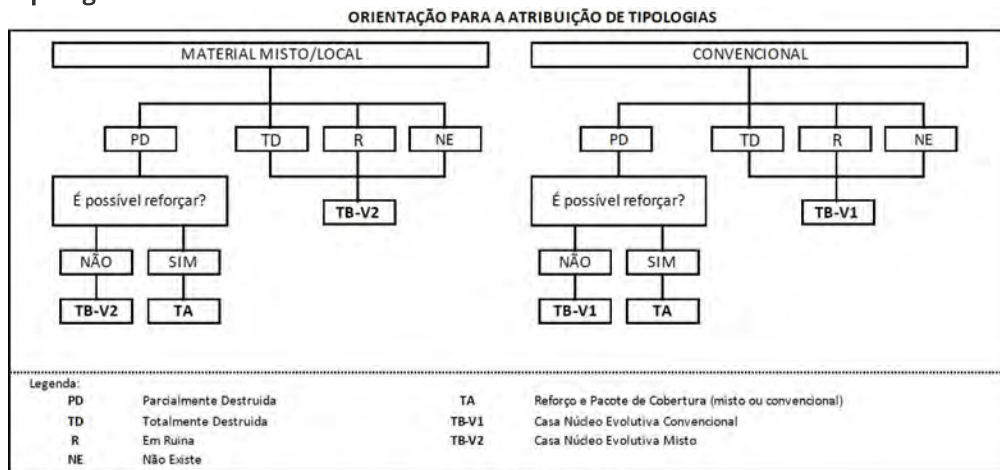 ORIENTAÇÃO PARA A ATRIBUIÇÃO DE TIPOLOGIAS
MATERIAL MISTO/LOCAL
CONVENCIONAL
PD TD R NE
PD TD R NE
É possível reforçar?
TB-V2
É possível reforçar?
TB-V1
NÃO SIM
NÃO SIM
TB-V2 TA
TB-V1 TA
Legenda:
PD Parcialmente Destruida TA Reforço e Pacote de Cobertura (misto ou convencional)
TD Totalmente Destruida TB-V1 Casa Núcleo Evolutiva Convencional
R Em Ruina TB-V2 Casa Núcleo Evolutiva Misto
NE Não Existe